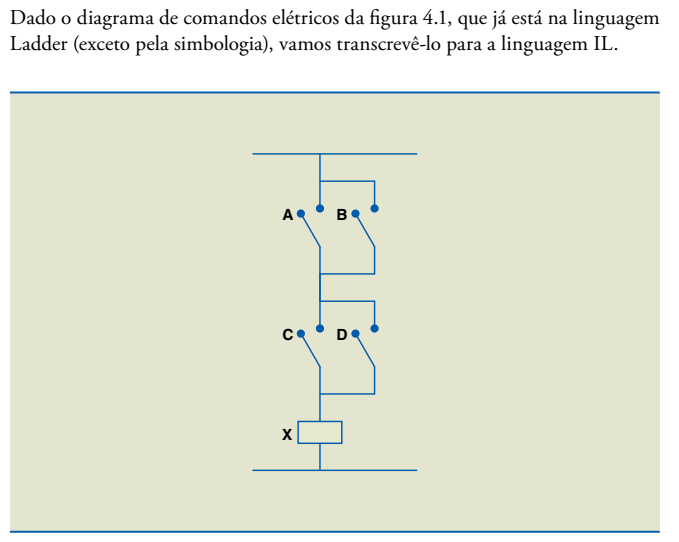 Dado o diagrama de comandos elétricos da figura 4.1, que já está na linguagem
Ladder (exceto pela simbologia), vamos transcrevê-lo para a linguagem IL.
A B
C D
X